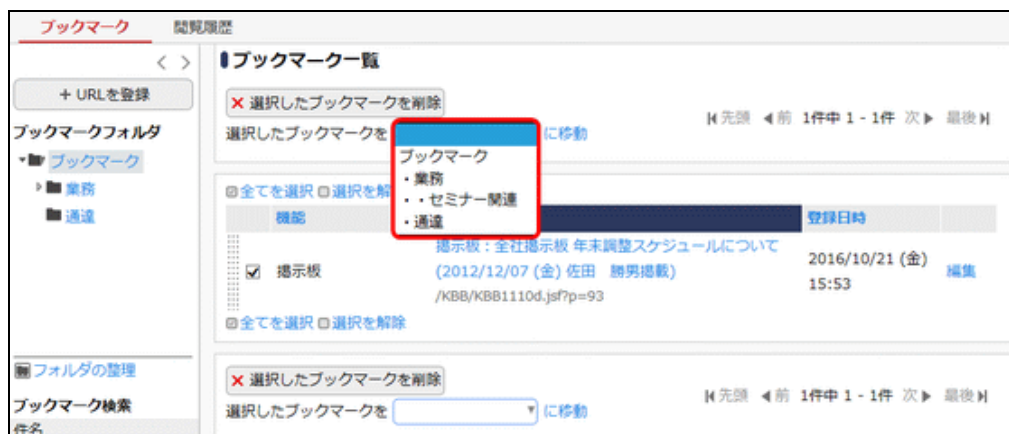 ブックマーク 閲覧履歴
+ URLを登録
ブックマークフォルダ
ブックマーク
業務
通達
フォルダの整理
ブックマーク検索
件名
ブックマーク一覧
選択したブックマークを削除
選択したブックマークを に移動
先頭 前 1件中 1 - 1件 次 最後
ブックマーク
・業務
・・セミナー関連
・通達
全てを選択 選択を解
機能 登録日時
掲示板
掲示板：全社掲示板 年末調整スケジュールについて
(2012/12/07 (金) 佐田 勝男掲載)
/KBB/KBB1110d.jsf?p=93
2016/10/21 (金)
15:53
編集
全てを選択 選択を解除
選択したブックマークを削除
選択したブックマークを に移動
先頭 前 1件中 1 - 1件 次 最後